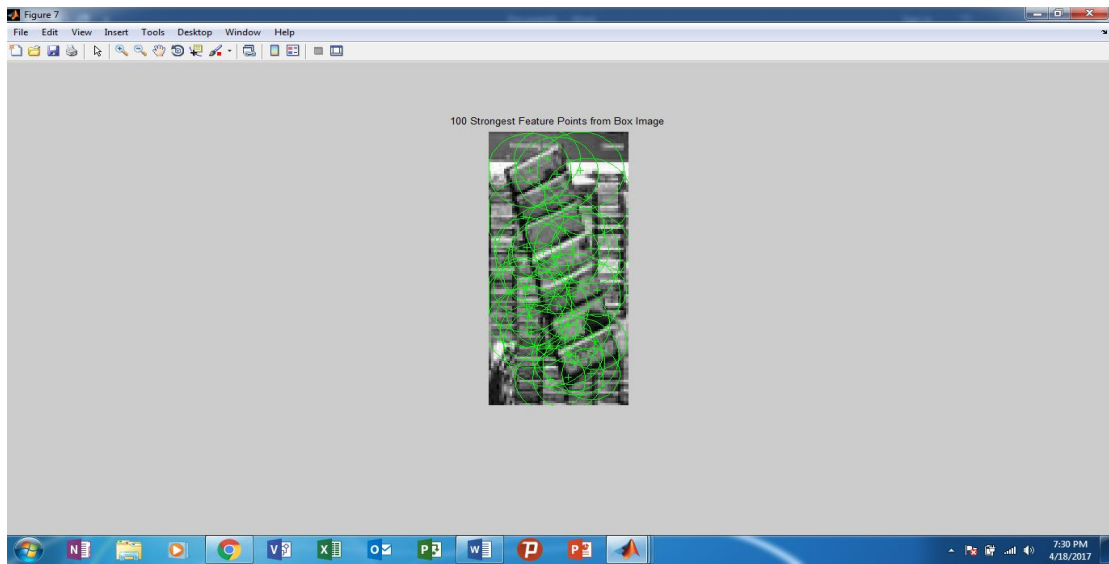 Figure 7
File Edit View Insert Tools Desktop Window Help
100 Strongest Feature Points from Box Image
N
V
X
O
P
W
P
P
7:30 PM
4/18/2017